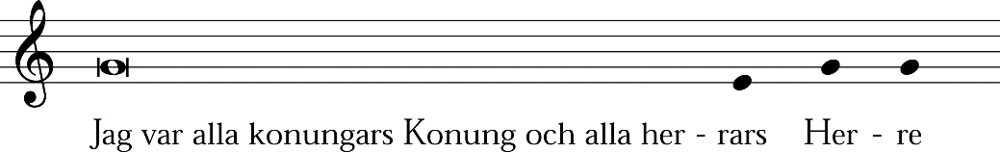 Jag var alla konungars Konung och alla her - rars Her - re